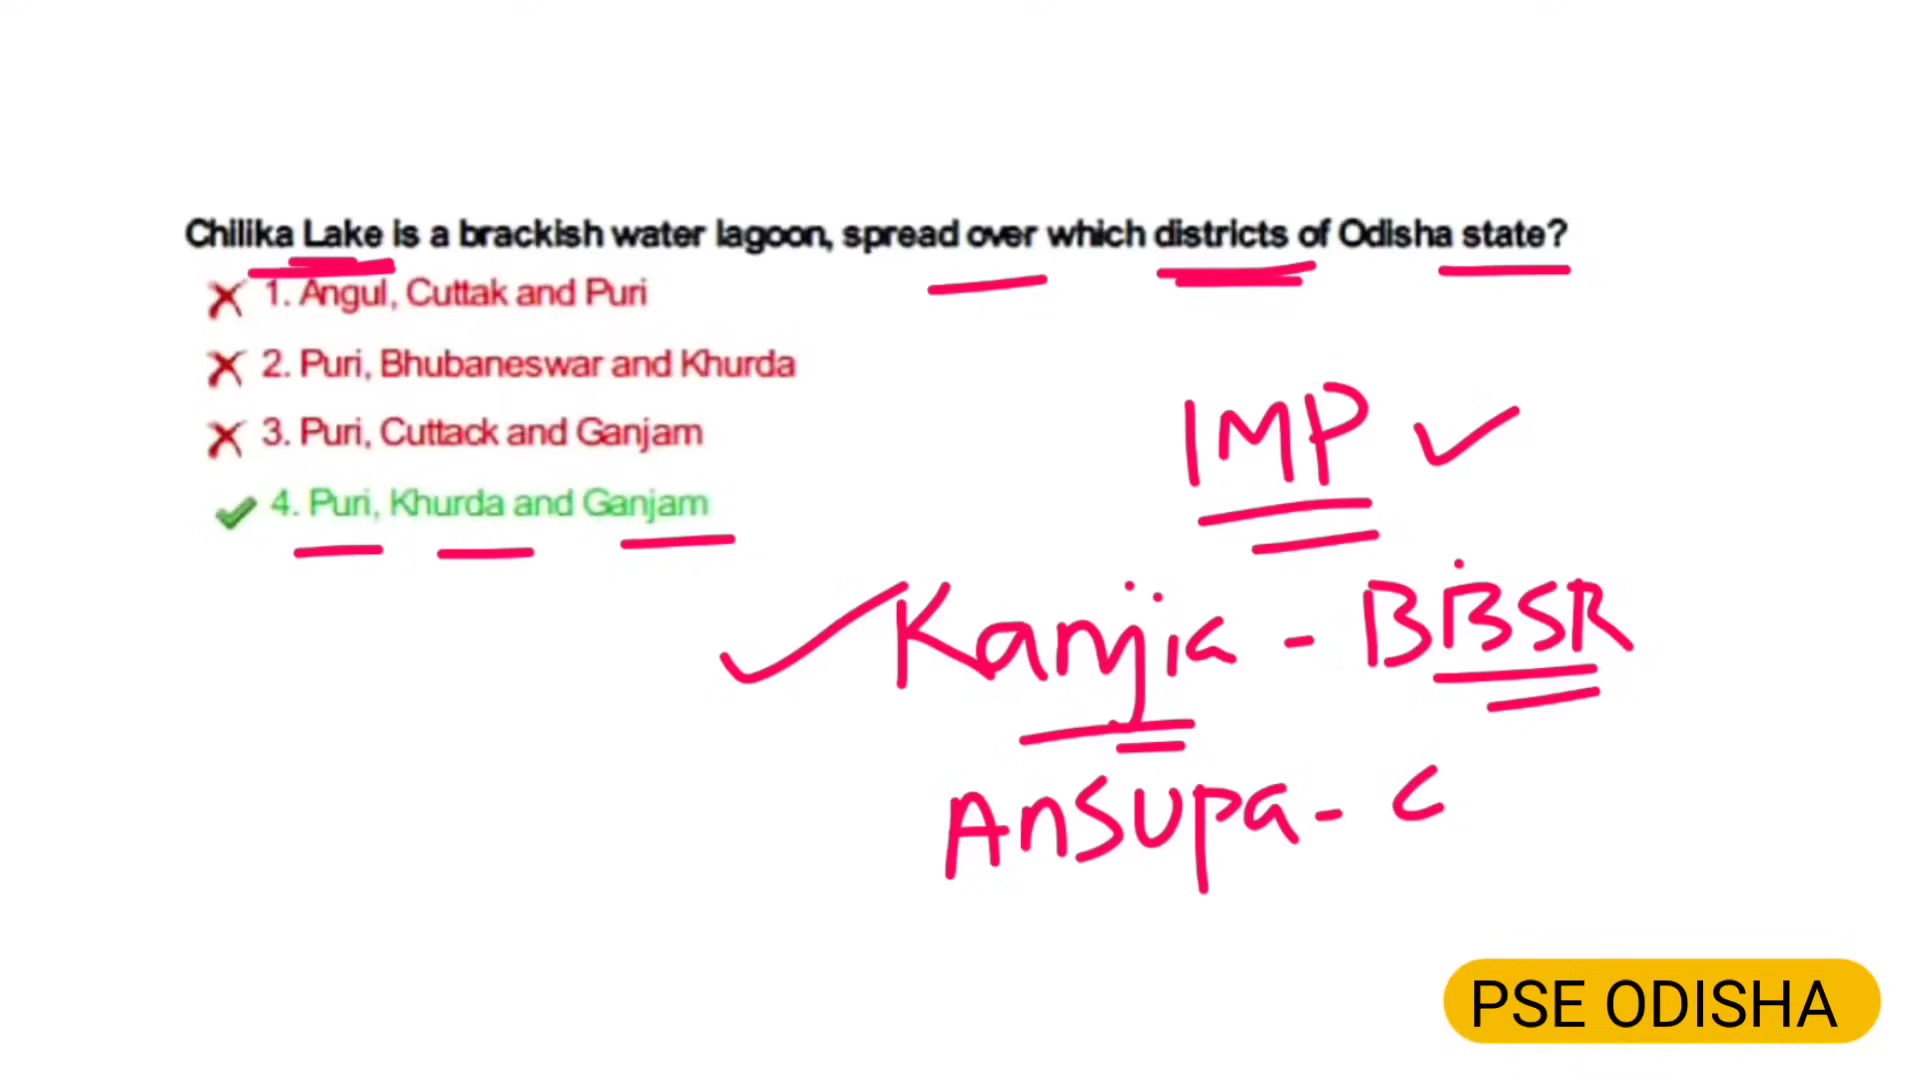 Chilika Lake is a brackish water lagoon, spread over which districts of Odisha state?
1. Angul, Cuttak and Puri
2. Puri, Bhubaneswar and Khurda
3. Puri, Cuttack and Ganjam
4. Puri, Khurda and Ganjam
IMP
Kanjia - BBSR
Ansupa - C
PSE ODISHA